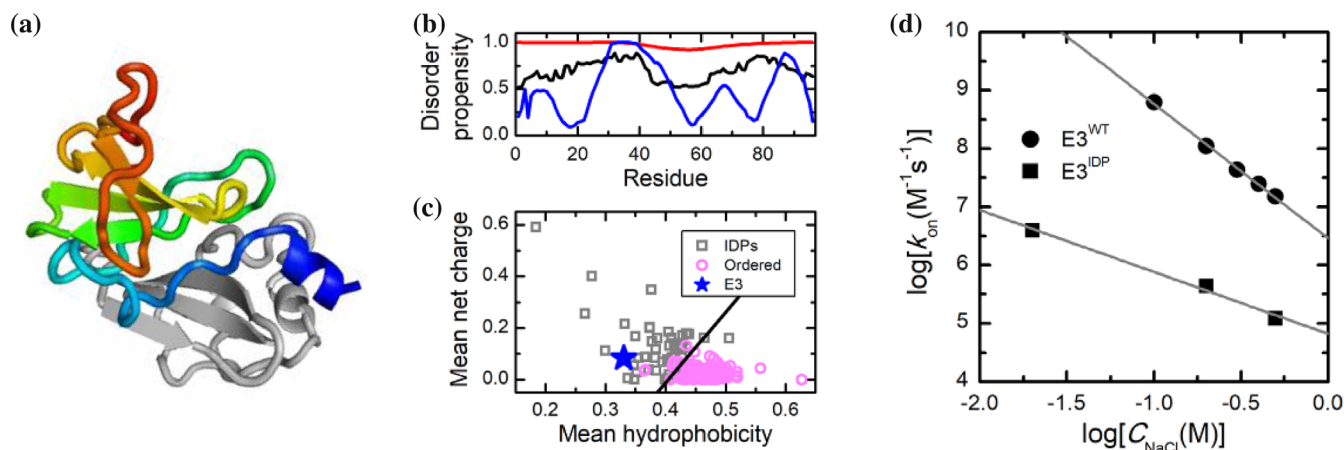 (a)
(b)
Disorder
propensity
1.0
0.5
0.0
0 20 40 60 80
Residue
(c)
Mean net charge
0.6
0.4
0.2
0.0
IDPs
Ordered
E3
0.2 0.3 0.4 0.5 0.6
Mean hydrophobicity
(d)
log[kon(M-1s-1)]
10
9
8
7
6
5
4
E3WT
E3IDP
-2.0 -1.0 -0.5 0.0
log[CNaCl(M)]